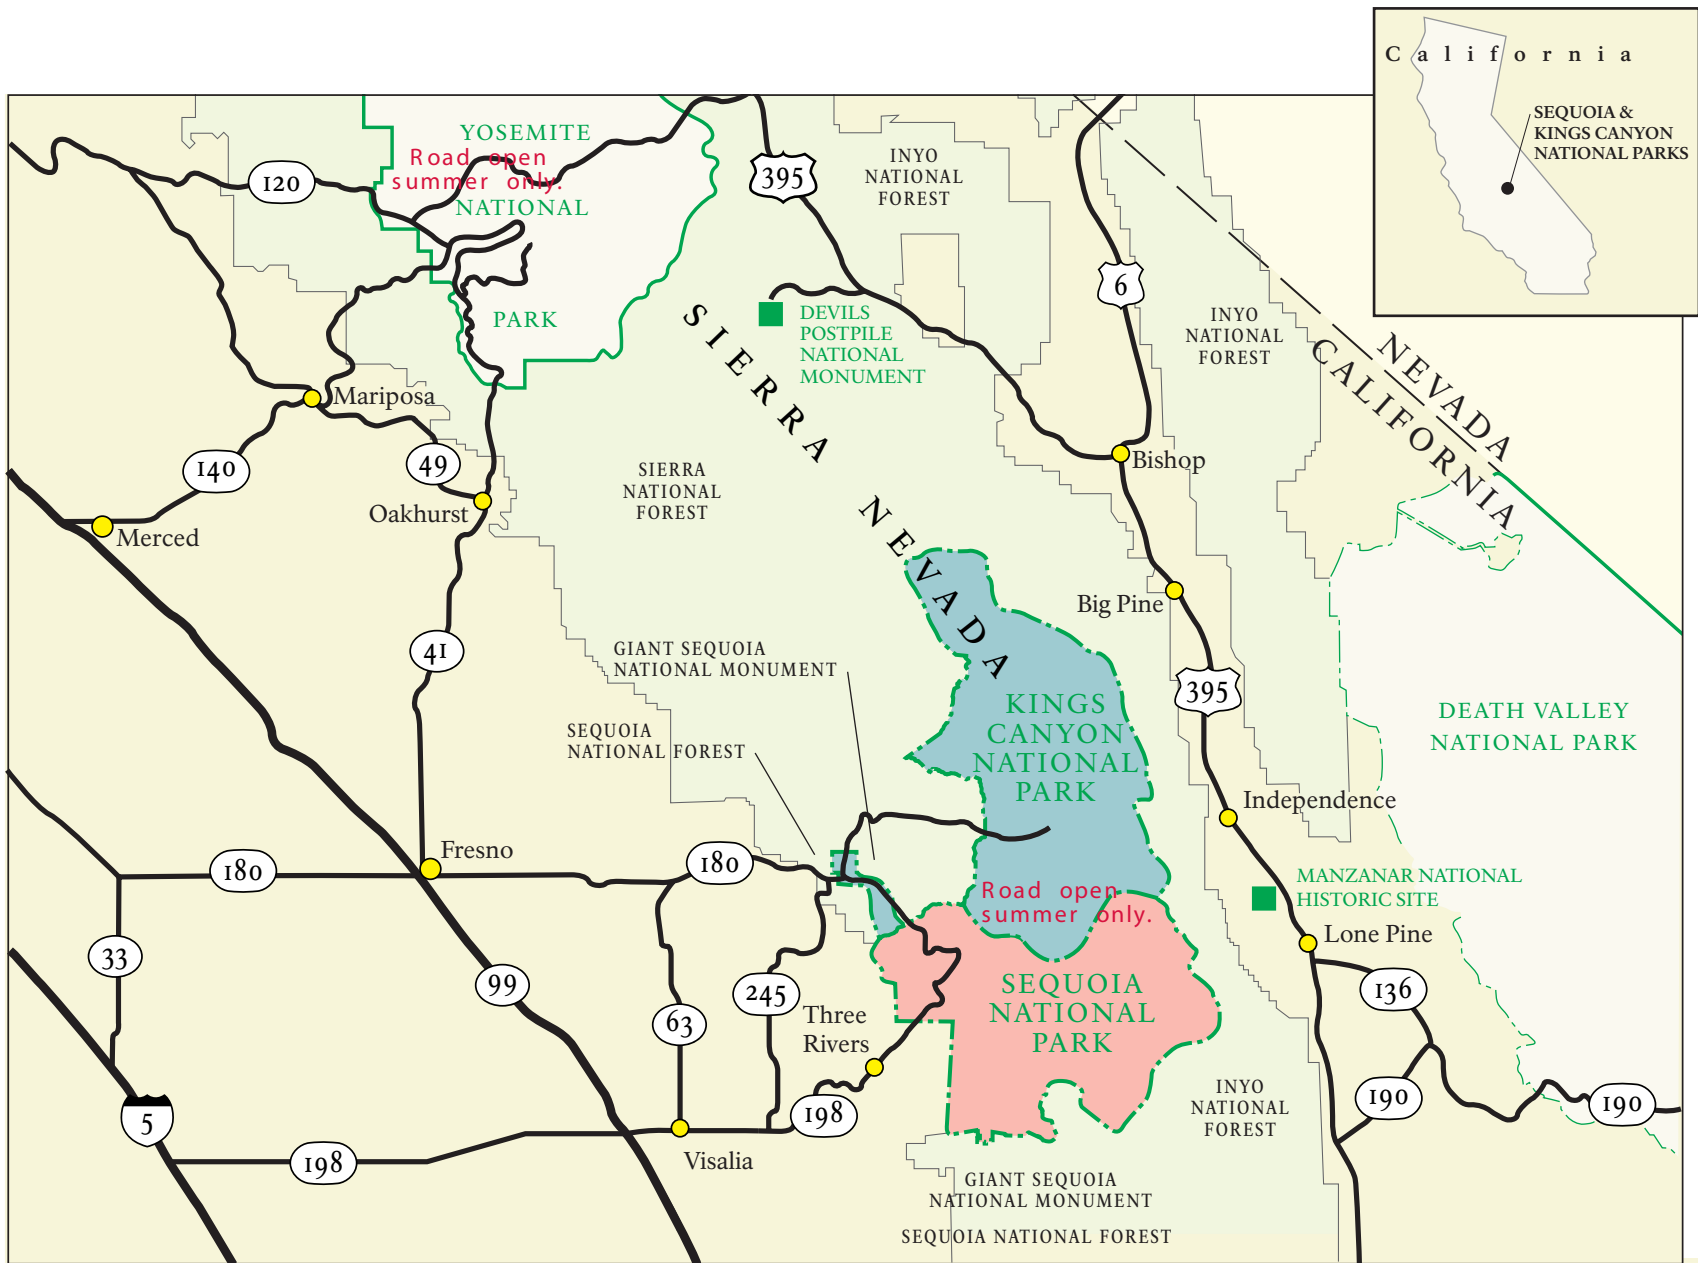 California
SEQUOIA &
KINGS CANYON
NATIONAL PARKS
YOSEMITE
Road open
summer only.
NATIONAL
PARK
120
395
INYO
NATIONAL
FOREST
6
DEVILS
POSTPILE
NATIONAL
MONUMENT
INYO
NATIONAL
FOREST
NEVADA
CALIFORNIA
SIERRA NEVADA
Mariposa
140
49
SIERRA
NATIONAL
FOREST
Bishop
Oakhurst
Merced
Big Pine
41
GIANT SEQUOIA
NATIONAL MONUMENT
395
KINGS
CANYON
NATIONAL
PARK
DEATH VALLEY
NATIONAL PARK
SEQUOIA
NATIONAL FOREST
Independence
Fresno
180
180
MANZANAR NATIONAL
HISTORIC SITE
Road open
summer only.
Lone Pine
33
99
245
63
Three
Rivers
SEQUOIA
NATIONAL
PARK
136
5
198
INYO
NATIONAL
FOREST
190
190
198
Visalia
GIANT SEQUOIA
NATIONAL MONUMENT
SEQUOIA NATIONAL FOREST